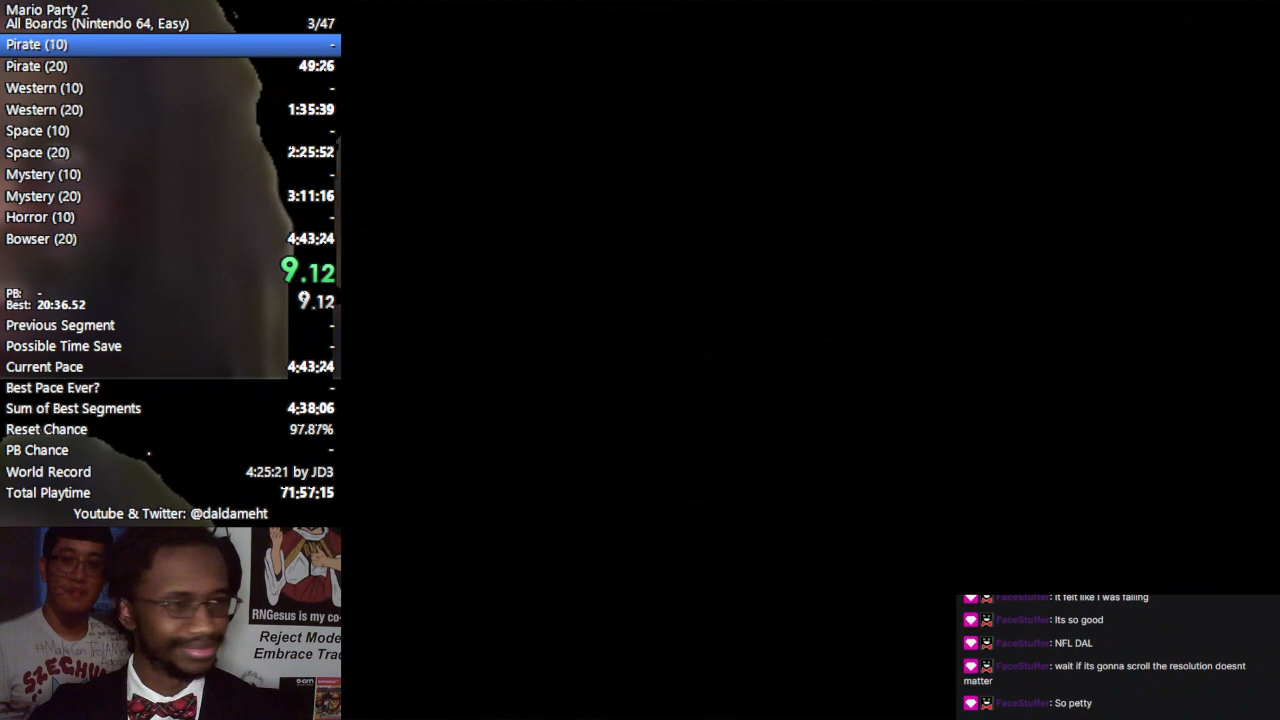 Mario Party 2
All Boards (Nintendo 64, Easy) 3/47
Pirate (10) -
Pirate (20) 49:26
Western (10) -
Western (20) 1:35:39
Space (10) -
Space (20) 2:25:52
Mystery (10) -
Mystery (20) 3:11:16
Horror (10) -
Bowser (20) 4:43:24
9.12
PB: -
Best: 20:36.52
9.12
Previous Segment -
Possible Time Save -
Current Pace 4:43:24
Best Pace Ever? -
Sum of Best Segments 4:38:06
Reset Chance 97.87%
PB Chance -
World Record 4:25:21 by JD3
Total Playtime 71:57:15
Youtube & Twitter: @daldameht
RNGesus is my co-
Reject Mode
Embrace Tra
FaceStuffer: It felt like I was falling
FaceStuffer: Its so good
FaceStuffer: NFL DAL
FaceStuffer: wait if its gonna scroll the resolution doesnt
matter
FaceStuffer: So petty